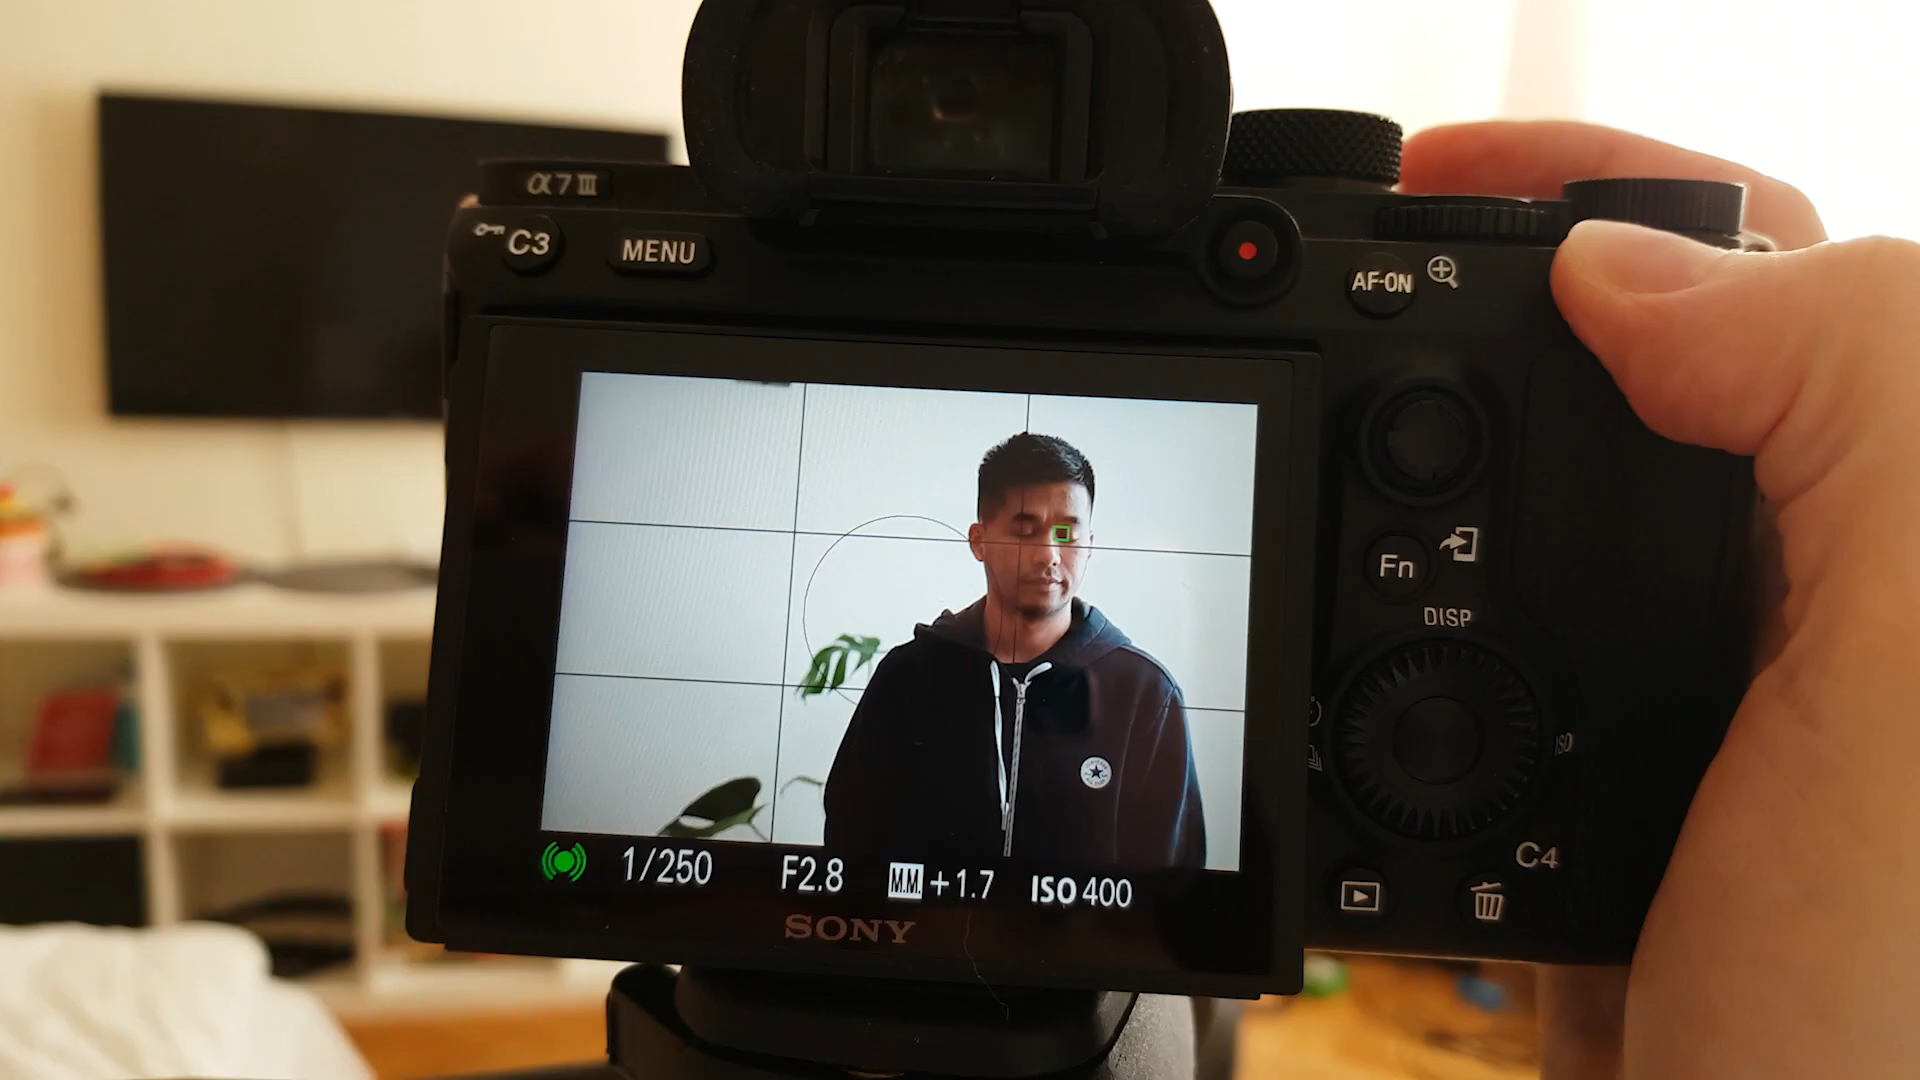 α7III
C3
MENU
AF-ON
Fn
DISP
ISO
1/250
F2.8
M.M. +1.7
ISO 400
C4
SONY